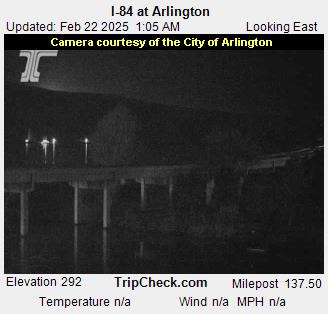 I-84 at Arlington
Updated: Feb 22 2025 1:05 AM Looking East
Camera courtesy of the City of Arlington
Elevation 292 TripCheck.com Milepost 137.50
Temperature n/a Wind n/a MPH n/a